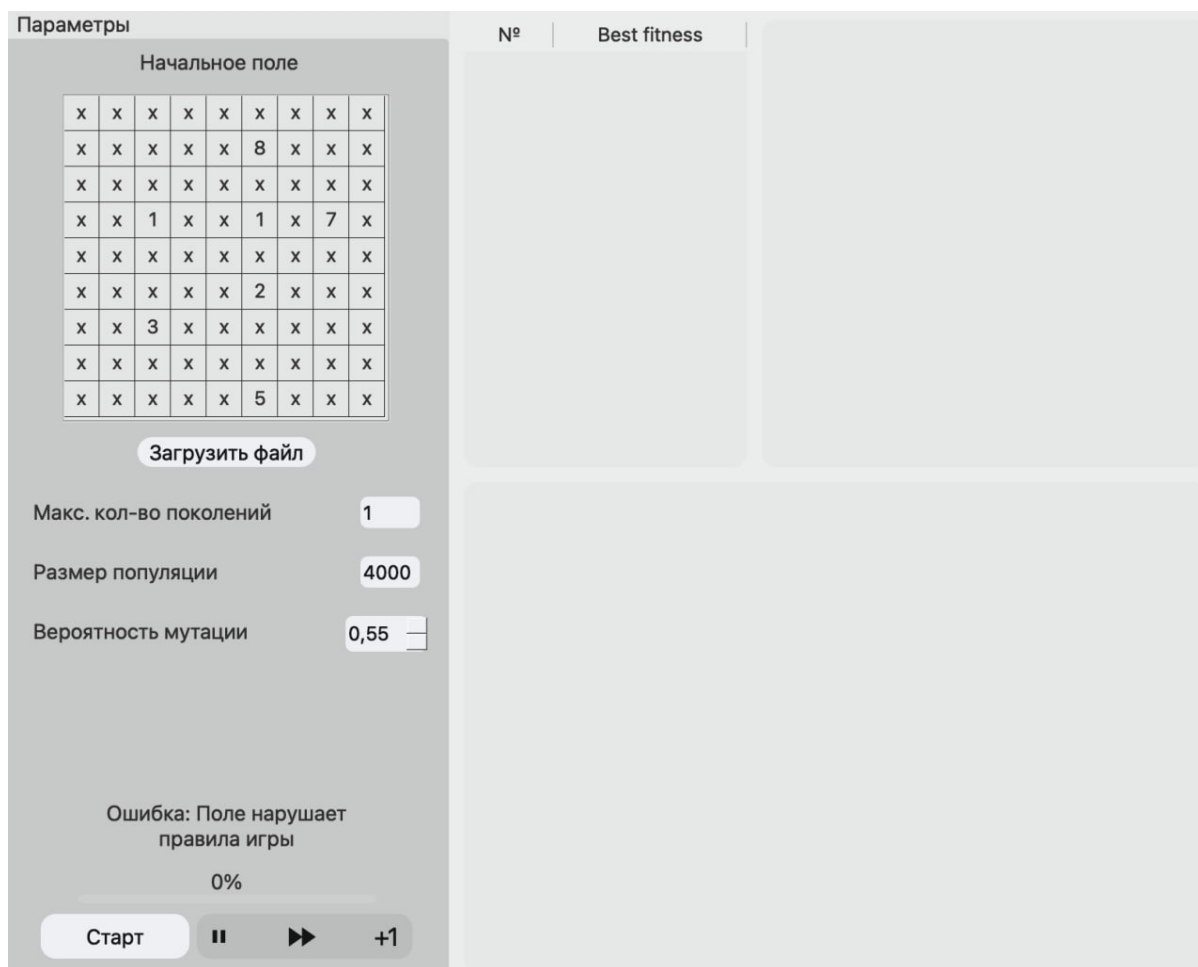 Параметры
Начальное поле
x x x x x x x x x
x x x x x 8 x x x
x x x x x x x x x
x x 1 x x 1 x 7 x
x x x x x x x x x
x x x x x 2 x x x
x x 3 x x x x x x
x x x x x x x x x
x x x x x 5 x x x
Загрузить файл
Макс. кол-во поколений 1
Размер популяции 4000
Вероятность мутации 0,55
Ошибка: Поле нарушает
правила игры
0%
Старт +1
Nº Best fitness